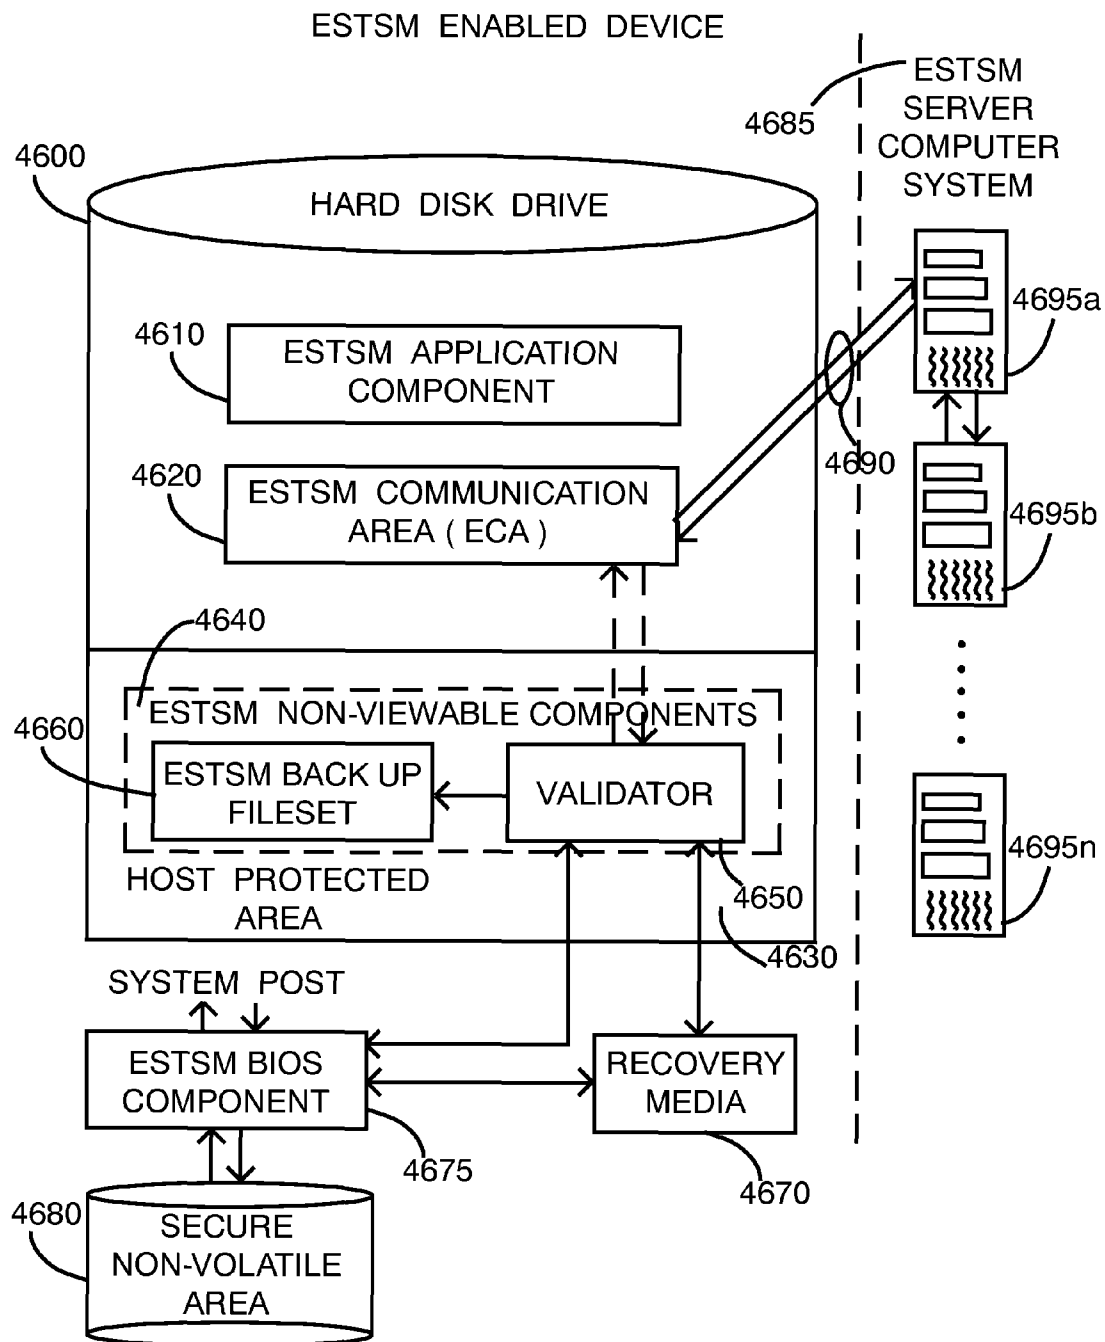 ESTSM ENABLED DEVICE
ESTSM
SERVER
COMPUTER
SYSTEM
4685
4600
HARD DISK DRIVE
4695a
4610
ESTSM APPLICATION
COMPONENT
4690
4620
ESTSM COMMUNICATION
AREA ( ECA )
4695b
4640
ESTSM NON-VIEWABLE COMPONENTS
4660
ESTSM BACK UP
FILESET
VALIDATOR
4695n
HOST PROTECTED
AREA
4650
4630
SYSTEM POST
ESTSM BIOS
COMPONENT
RECOVERY
MEDIA
4675
4670
4680
SECURE
NON-VOLATILE
AREA